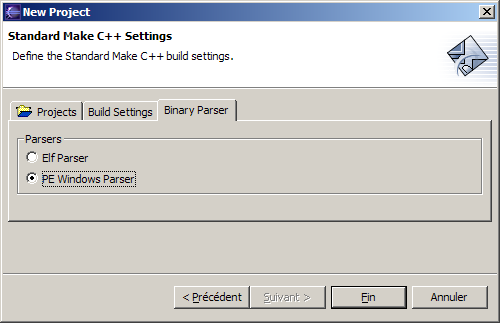 New Project
Standard Make C++ Settings
Define the Standard Make C++ build settings.
Projects Build Settings Binary Parser
Parsers
Elf Parser
PE Windows Parser
< Précédent Suivant > Fin Annuler